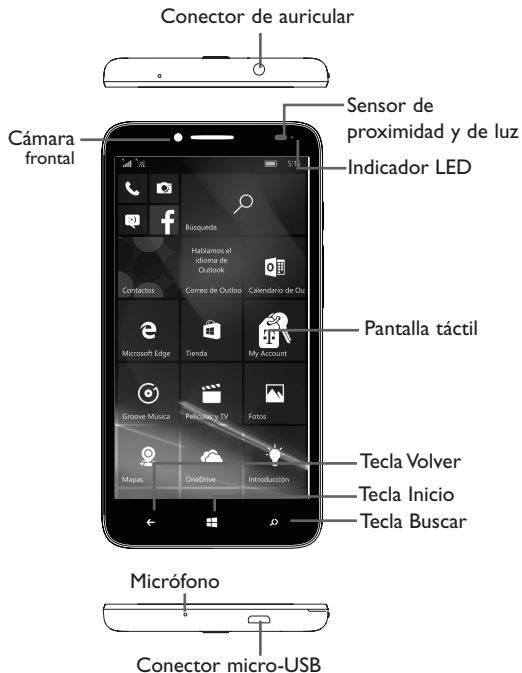 Conector de auricular
Sensor de
proximidad y de luz
Cámara
frontal
Indicador LED
Búsqueda
Hablamos el
idioma de
Outlook
Contactos
Correo de Outloo
Calendario de Ou
Microsoft Edge
Tienda
My Account
Pantalla táctil
Groove Música
Películas y TV
Fotos
Mapas
OneDrive
Introducción
Tecla Volver
Tecla Inicio
Tecla Buscar
Micrófono
Conector micro-USB